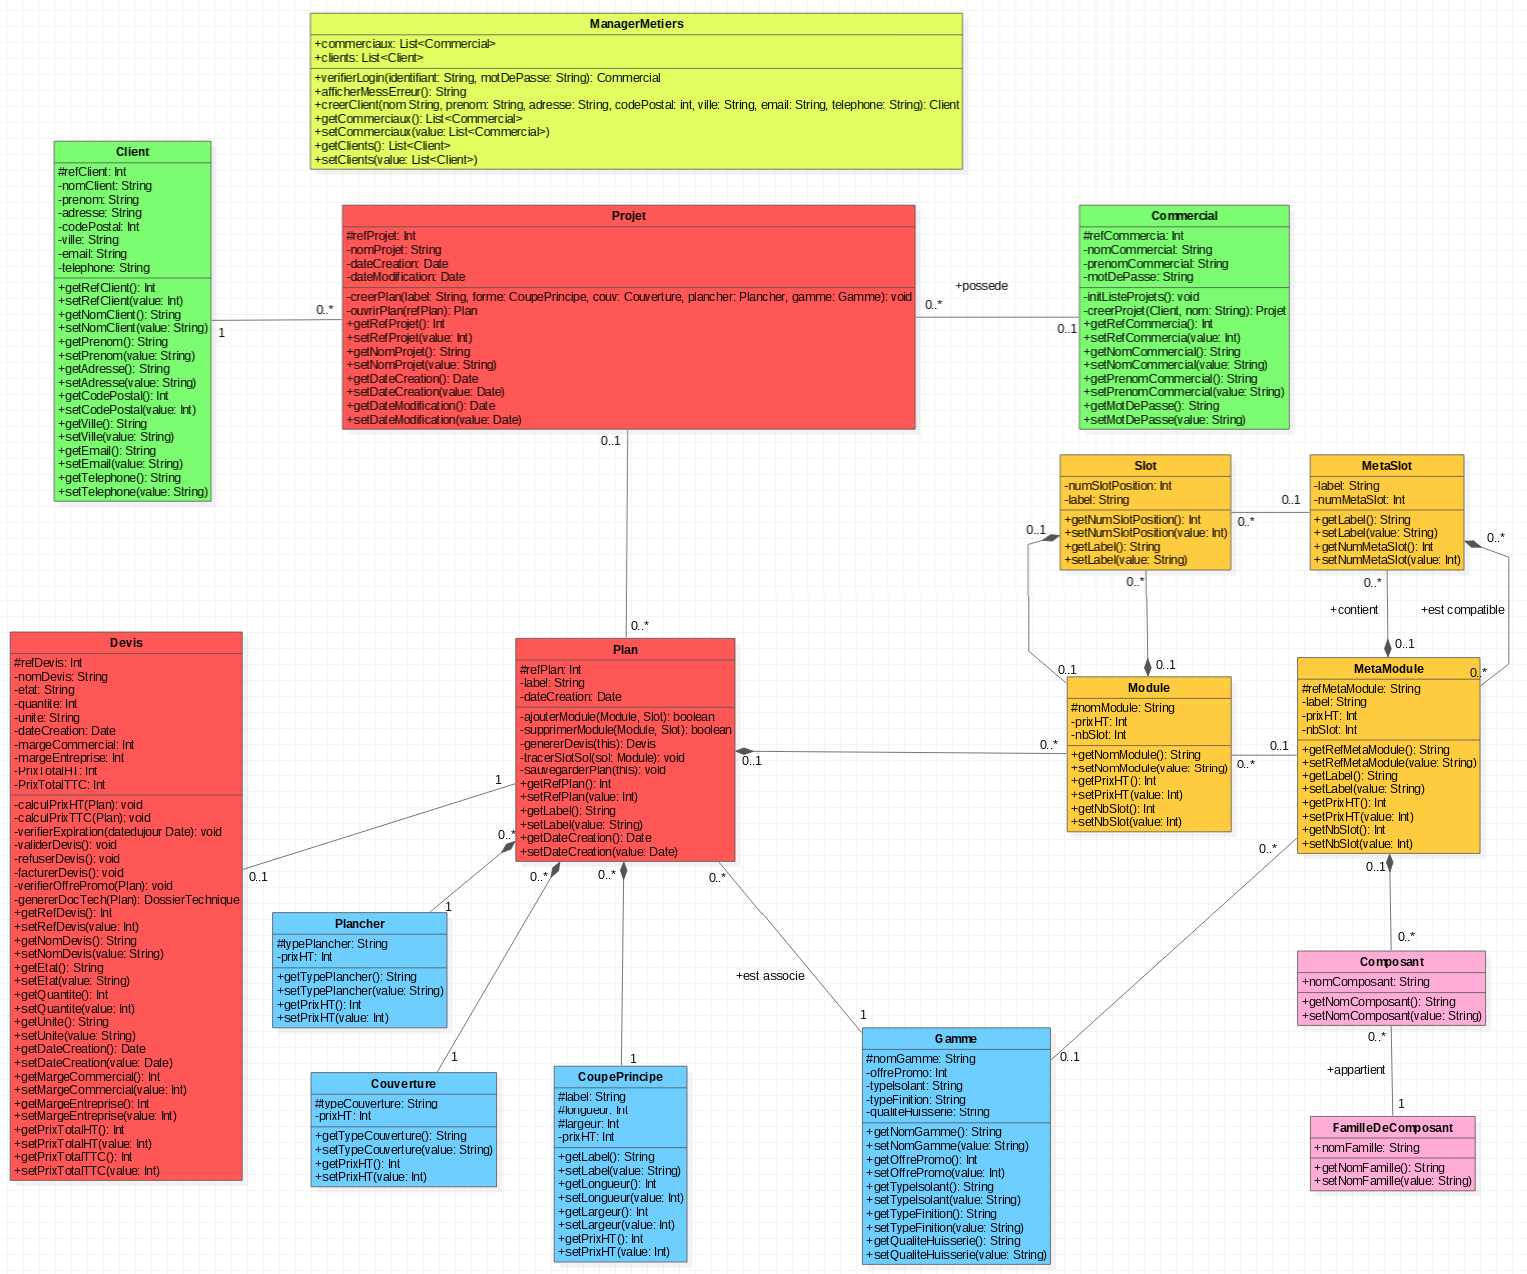 ManagerMetiers
+commerciaux: List<Commercial>
+clients: List<Client>
+verifierLogin(identifiant: String, motDePasse: String): Commercial
+afficherMessErreur(): String
+creerClient(nom String, prenom: String, adresse: String, codePostal: int, ville: String, email: String, telephone: String): Client
+getCommerciaux(): List<Commercial>
+setCommerciaux(value: List<Commercial>)
+getClients(): List<Client>
+setClients(value: List<Client>)
Client
#refClient: Int
-nomClient: String
-prenom: String
-adresse: String
-codePostal: Int
-ville: String
-email: String
-telephone: String
+getRefClient(): Int
+setRefClient(value: Int)
+getNomClient(): String
+setNomClient(value: String)
+getPrenom(): String
+setPrenom(value: String)
+getAdresse(): String
+setAdresse(value: String)
+getCodePostal(): Int
+setCodePostal(value: Int)
+getVille(): String
+setVille(value: String)
+getEmail(): String
+setEmail(value: String)
+getTelephone(): String
+setTelephone(value: String)
1
0..*
Projet
#refProjet: Int
-nomProjet: String
-dateCreation: Date
-dateModification: Date
-creerPlan(label: String, forme: CoupePrincipe, couv: Couverture, plancher: Plancher, gamme: Gamme): void
-ouvrirPlan(refPlan): Plan
+getRefProjet(): Int
+setRefProjet(value: Int)
+getNomProjet(): String
+setNomProjet(value: String)
+getDateCreation(): Date
+setDateCreation(value: Date)
+getDateModification(): Date
+setDateModification(value: Date)
+possede
0..*
0..1
Commercial
#refCommercia: Int
-nomCommercial: String
-prenomCommercial: String
-motDePasse: String
-initListeProjets(): void
-creerProjet(Client, nom: String): Projet
+getRefCommercia(): Int
+setRefCommercia(value: Int)
+getNomCommercial(): String
+setNomCommercial(value: String)
+getPrenomCommercial(): String
+setPrenomCommercial(value: String)
+getMotDePasse(): String
+setMotDePasse(value: String)
0..1
0..*
Slot
-numSlotPosition: Int
-label: String
+getNumSlotPosition(): Int
+setNumSlotPosition(value: Int)
+getLabel(): String
+setLabel(value: String)
0..1
0..*
0..1
0..*
MetaSlot
-label: String
-numMetaSlot: Int
+getLabel(): String
+setLabel(value: String)
+getNumMetaSlot(): Int
+setNumMetaSlot(value: Int)
0..*
0..*
+contient
+est compatible
0..1
0..*
0..1
0..1
Devis
#refDevis: Int
-nomDevis: String
-etat: String
-quantite: Int
-unite: String
-dateCreation: Date
-margeCommercial: Int
-margeEntreprise: Int
-PrixTotalHT: Int
-PrixTotalTTC: Int
-calculPrixHT(Plan): void
-calculPrixTTC(Plan): void
-verifierExpiration(datedujour Date): void
-validerDevis(): void
-refuserDevis(): void
-facturerDevis(): void
-verifierOffrePromo(Plan): void
-genererDocTech(Plan): DossierTechnique
+getRefDevis(): Int
+setRefDevis(value: Int)
+getNomDevis(): String
+setNomDevis(value: String)
+getEtat(): String
+setEtat(value: String)
+getQuantite(): Int
+setQuantite(value: Int)
+getUnite(): String
+setUnite(value: String)
+getDateCreation(): Date
+setDateCreation(value: Date)
+getMargeCommercial(): Int
+setMargeCommercial(value: Int)
+getMargeEntreprise(): Int
+setMargeEntreprise(value: Int)
+getPrixTotalHT(): Int
+setPrixTotalHT(value: Int)
+getPrixTotalTTC(): Int
+setPrixTotalTTC(value: Int)
1
0..1
Plan
#refPlan: Int
-label: String
-dateCreation: Date
-ajouterModule(Module, Slot): boolean
-supprimerModule(Module, Slot): boolean
-genererDevis(this): Devis
-tracerSlotSol(sol: Module): void
-sauvegarderPlan(this): void
+getRefPlan(): Int
+setRefPlan(value: Int)
+getLabel(): String
+setLabel(value: String)
+getDateCreation(): Date
+setDateCreation(value: Date)
0..1
0..*
Module
#nomModule: String
-prixHT: Int
-nbSlot: Int
+getNomModule(): String
+setNomModule(value: String)
+getPrixHT(): Int
+setPrixHT(value: Int)
+getNbSlot(): Int
+setNbSlot(value: Int)
0..1
0..*
MetaModule
#refMetaModule: String
-label: String
-prixHT: Int
-nbSlot: Int
+getRefMetaModule(): String
+setRefMetaModule(value: String)
+getLabel(): String
+setLabel(value: String)
+getPrixHT(): Int
+setPrixHT(value: Int)
+getNbSlot(): Int
+setNbSlot(value: Int)
0..*
0..*
0..*
0..*
0..*
0..1
1
Plancher
#typePlancher: String
-prixHT: Int
+getTypePlancher(): String
+setTypePlancher(value: String)
+getPrixHT(): Int
+setPrixHT(value: Int)
+est associe
0..*
Composant
+nomComposant: String
+getNomComposant(): String
+setNomComposant(value: String)
1
1
1
0..1
0..*
+appartient
1
Couverture
#typeCouverture: String
-prixHT: Int
+getTypeCouverture(): String
+setTypeCouverture(value: String)
+getPrixHT(): Int
+setPrixHT(value: Int)
CoupePrincipe
#label: String
#longueur: Int
#largeur: Int
-prixHT: Int
+getLabel(): String
+setLabel(value: String)
+getLongueur(): Int
+setLongueur(value: Int)
+getLargeur(): Int
+setLargeur(value: Int)
+getPrixHT(): Int
+setPrixHT(value: Int)
Gamme
#nomGamme: String
-offrePromo: Int
-typeIsolant: String
-typeFinition: String
-qualiteHuisserie: String
+getNomGamme(): String
+setNomGamme(value: String)
+getOffrePromo(): Int
+setOffrePromo(value: Int)
+getTypeIsolant(): String
+setTypeIsolant(value: String)
+getTypeFinition(): String
+setTypeFinition(value: String)
+getQualiteHuisserie(): String
+setQualiteHuisserie(value: String)
FamilleDeComposant
+nomFamille: String
+getNomFamille(): String
+setNomFamille(value: String)